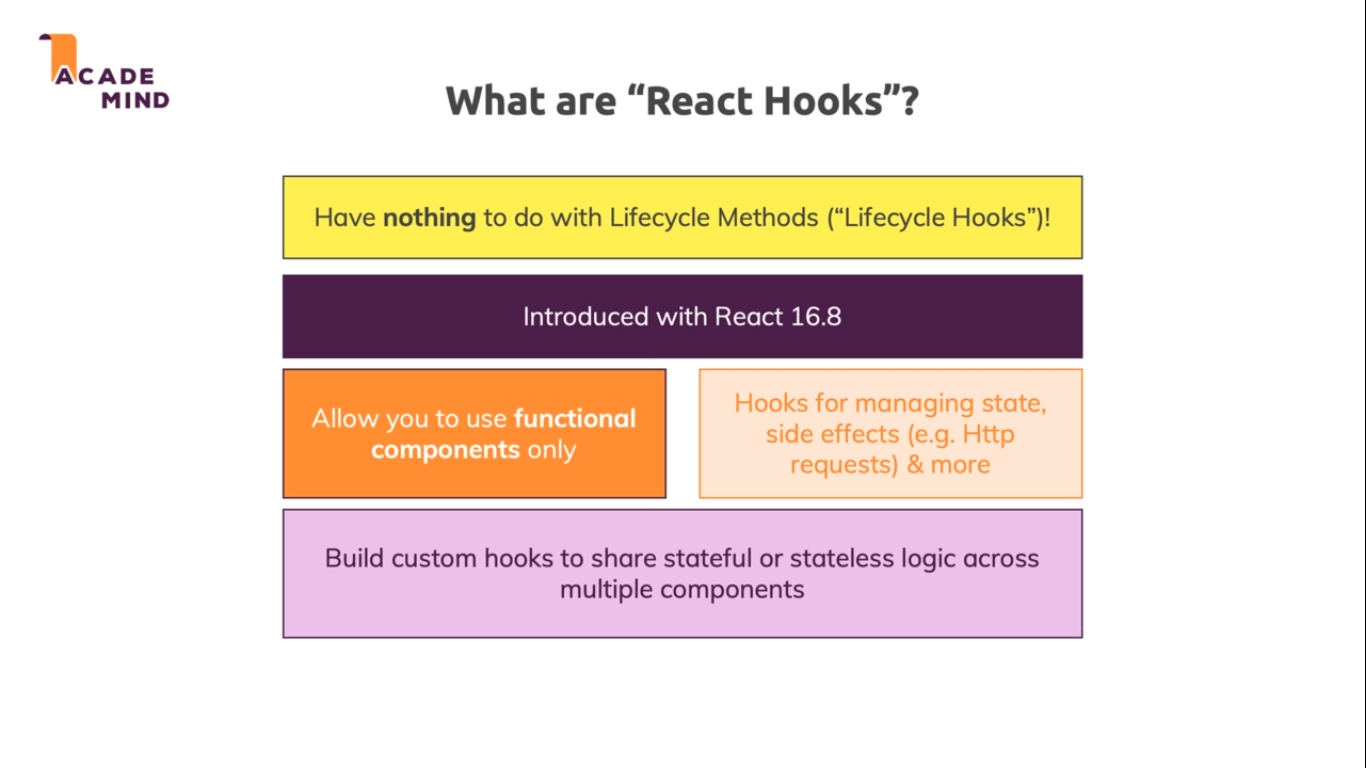 ACADE
MIND
What are “React Hooks”?
Have nothing to do with Lifecycle Methods (“Lifecycle Hooks”)!
Introduced with React 16.8
Allow you to use functional
components only
Hooks for managing state,
side effects (e.g. Http
requests) & more
Build custom hooks to share stateful or stateless logic across
multiple components